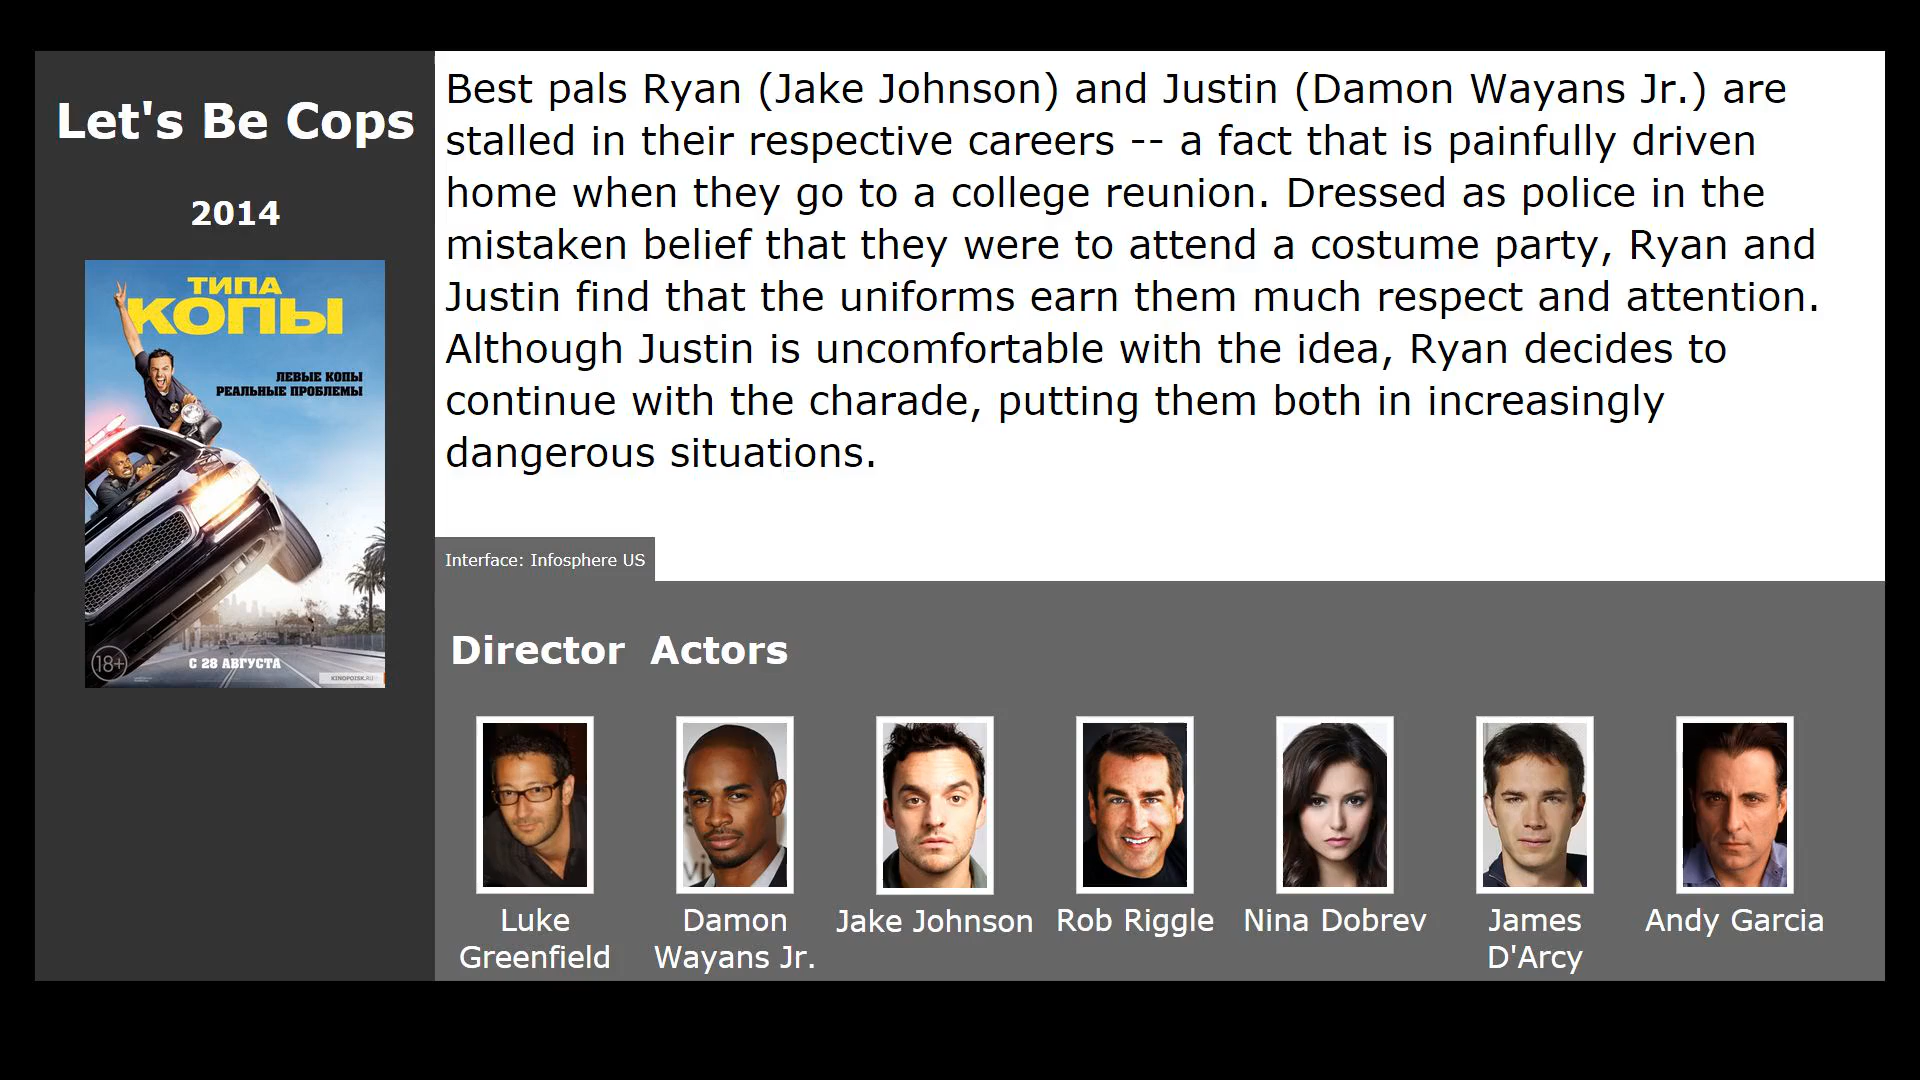 Let's Be Cops
2014
ТИПА
КОПЫ
ЛЕВЫЕ КОПЫ
РЕАЛЬНЫЕ ПРОБЛЕМЫ
18+
С 28 АВГУСТА
KINOPOISK.RU
Best pals Ryan (Jake Johnson) and Justin (Damon Wayans Jr.) are
stalled in their respective careers -- a fact that is painfully driven
home when they go to a college reunion. Dressed as police in the
mistaken belief that they were to attend a costume party, Ryan and
Justin find that the uniforms earn them much respect and attention.
Although Justin is uncomfortable with the idea, Ryan decides to
continue with the charade, putting them both in increasingly
dangerous situations.
Interface: Infosphere US
Director Actors
Luke
Greenfield
Damon
Wayans Jr.
Jake Johnson
Rob Riggle
Nina Dobrev
James
D'Arcy
Andy Garcia